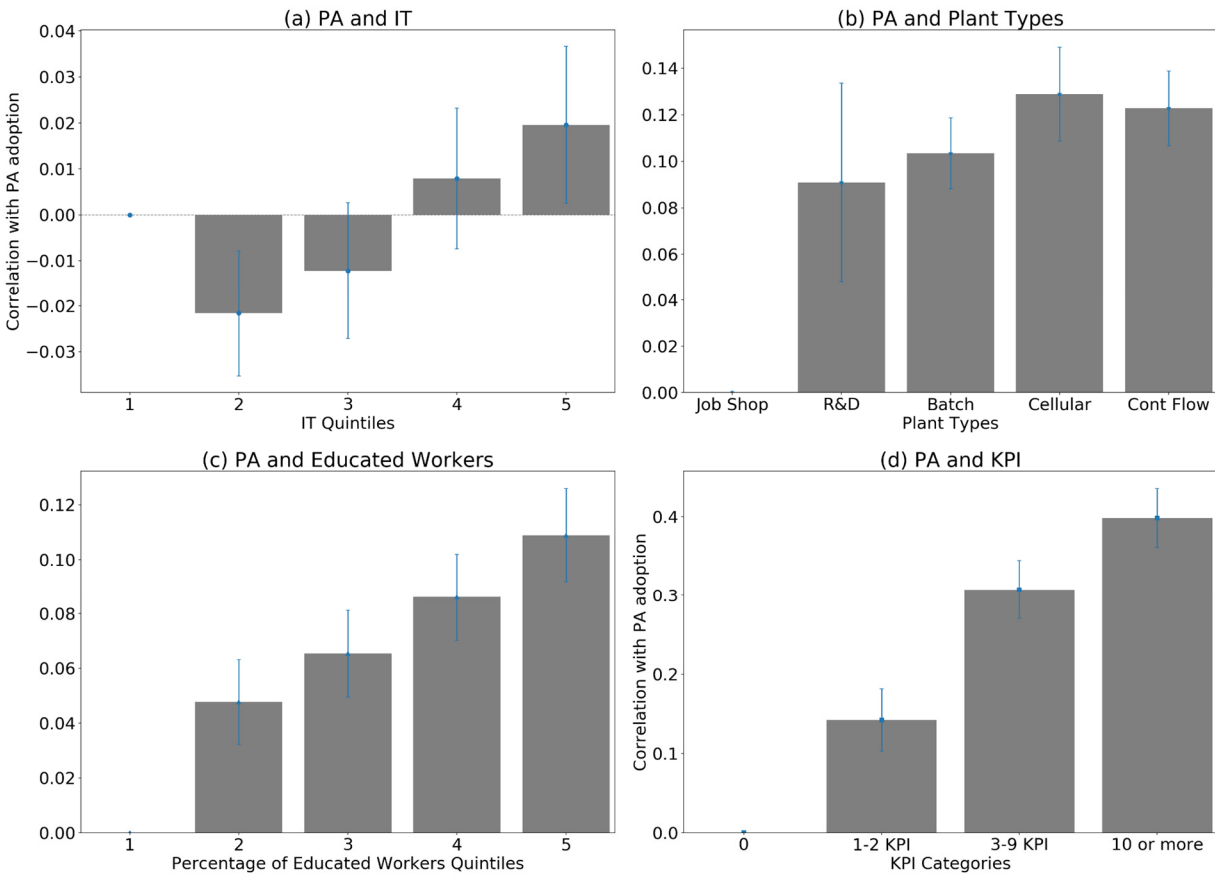 (a) PA and IT
Correlation with PA adoption
0.04
0.03
0.02
0.01
0.00
−0.01
−0.02
−0.03
1 2 3 4 5
IT Quintiles
(b) PA and Plant Types
0.14
0.12
0.10
0.08
0.06
0.04
0.02
0.00
Job Shop R&D Batch Cellular Cont Flow
Plant Types
(c) PA and Educated Workers
0.12
0.10
0.08
0.06
0.04
0.02
0.00
1 2 3 4 5
Percentage of Educated Workers Quintiles
(d) PA and KPI
Correlation with PA adoption
0.4
0.3
0.2
0.1
0.0
0 1-2 KPI 3-9 KPI 10 or more
KPI Categories